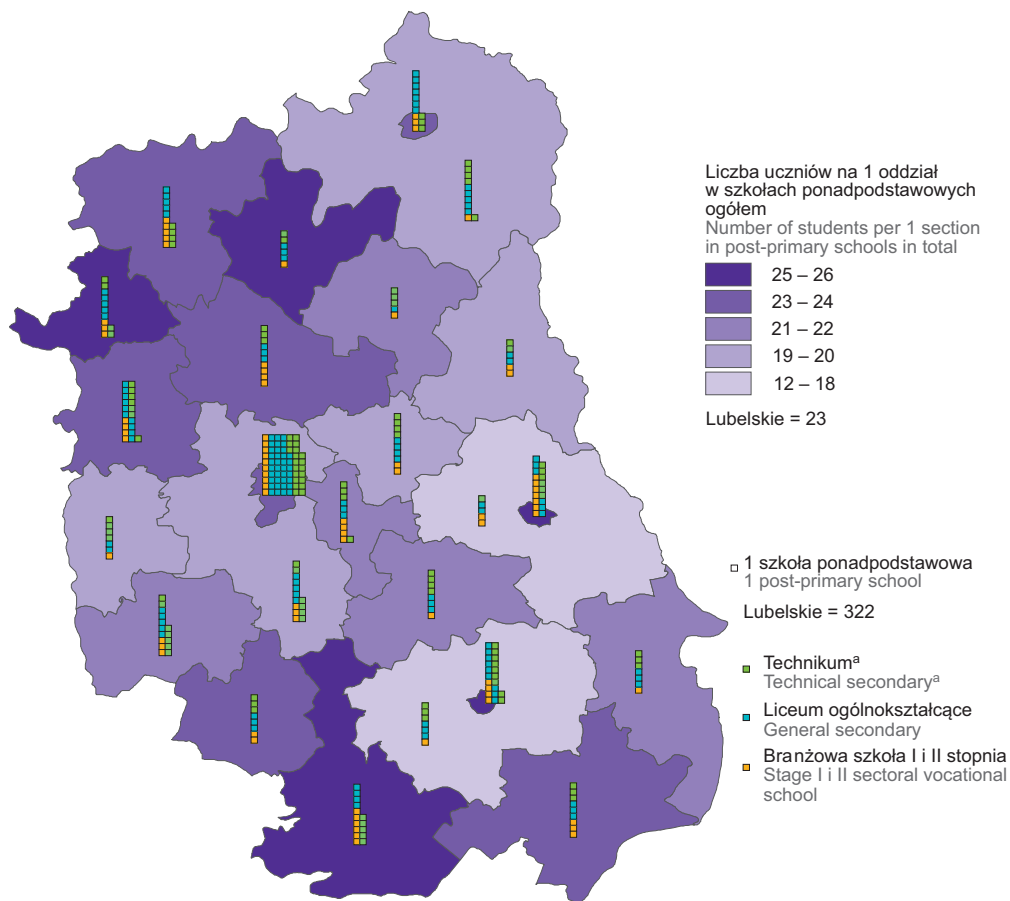 Liczba uczniów na 1 oddział
w szkołach ponadpodstawowych
ogółem
Number of students per 1 section
in post-primary schools in total
25 – 26
23 – 24
21 – 22
19 – 20
12 – 18
Lubelskie = 23
1 szkoła ponadpodstawowa
1 post-primary school
Lubelskie = 322
Technikumª
Technical secondaryª
Liceum ogólnokształcące
General secondary
Branżowa szkoła I i II stopnia
Stage I i II sectoral vocational
school